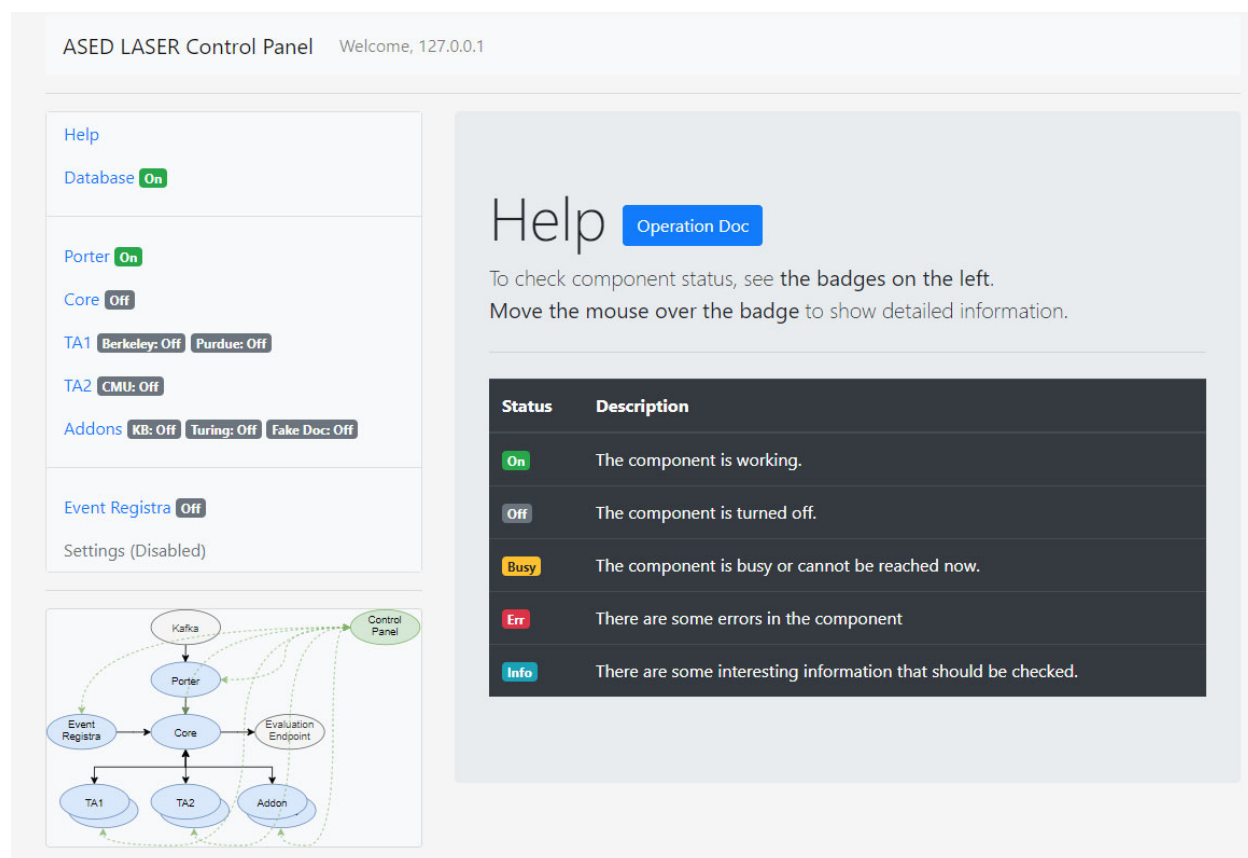 ASED LASER Control Panel Welcome, 127.0.0.1
Help
Database On
Porter On
Core Off
TA1 Berkeley: Off Purdue: Off
TA2 CMU: Off
Addons KB: Off Turing: Off Fake Doc: Off
Event Registra Off
Settings (Disabled)
Kafka
Control
Panel
Porter
Event
Registra
Core
Evaluation
Endpoint
TA1
TA2
Addon
Help Operation Doc
To check component status, see the badges on the left.
Move the mouse over the badge to show detailed information.
Status Description
On The component is working.
Off The component is turned off.
Busy The component is busy or cannot be reached now.
Err There are some errors in the component
Info There are some interesting information that should be checked.